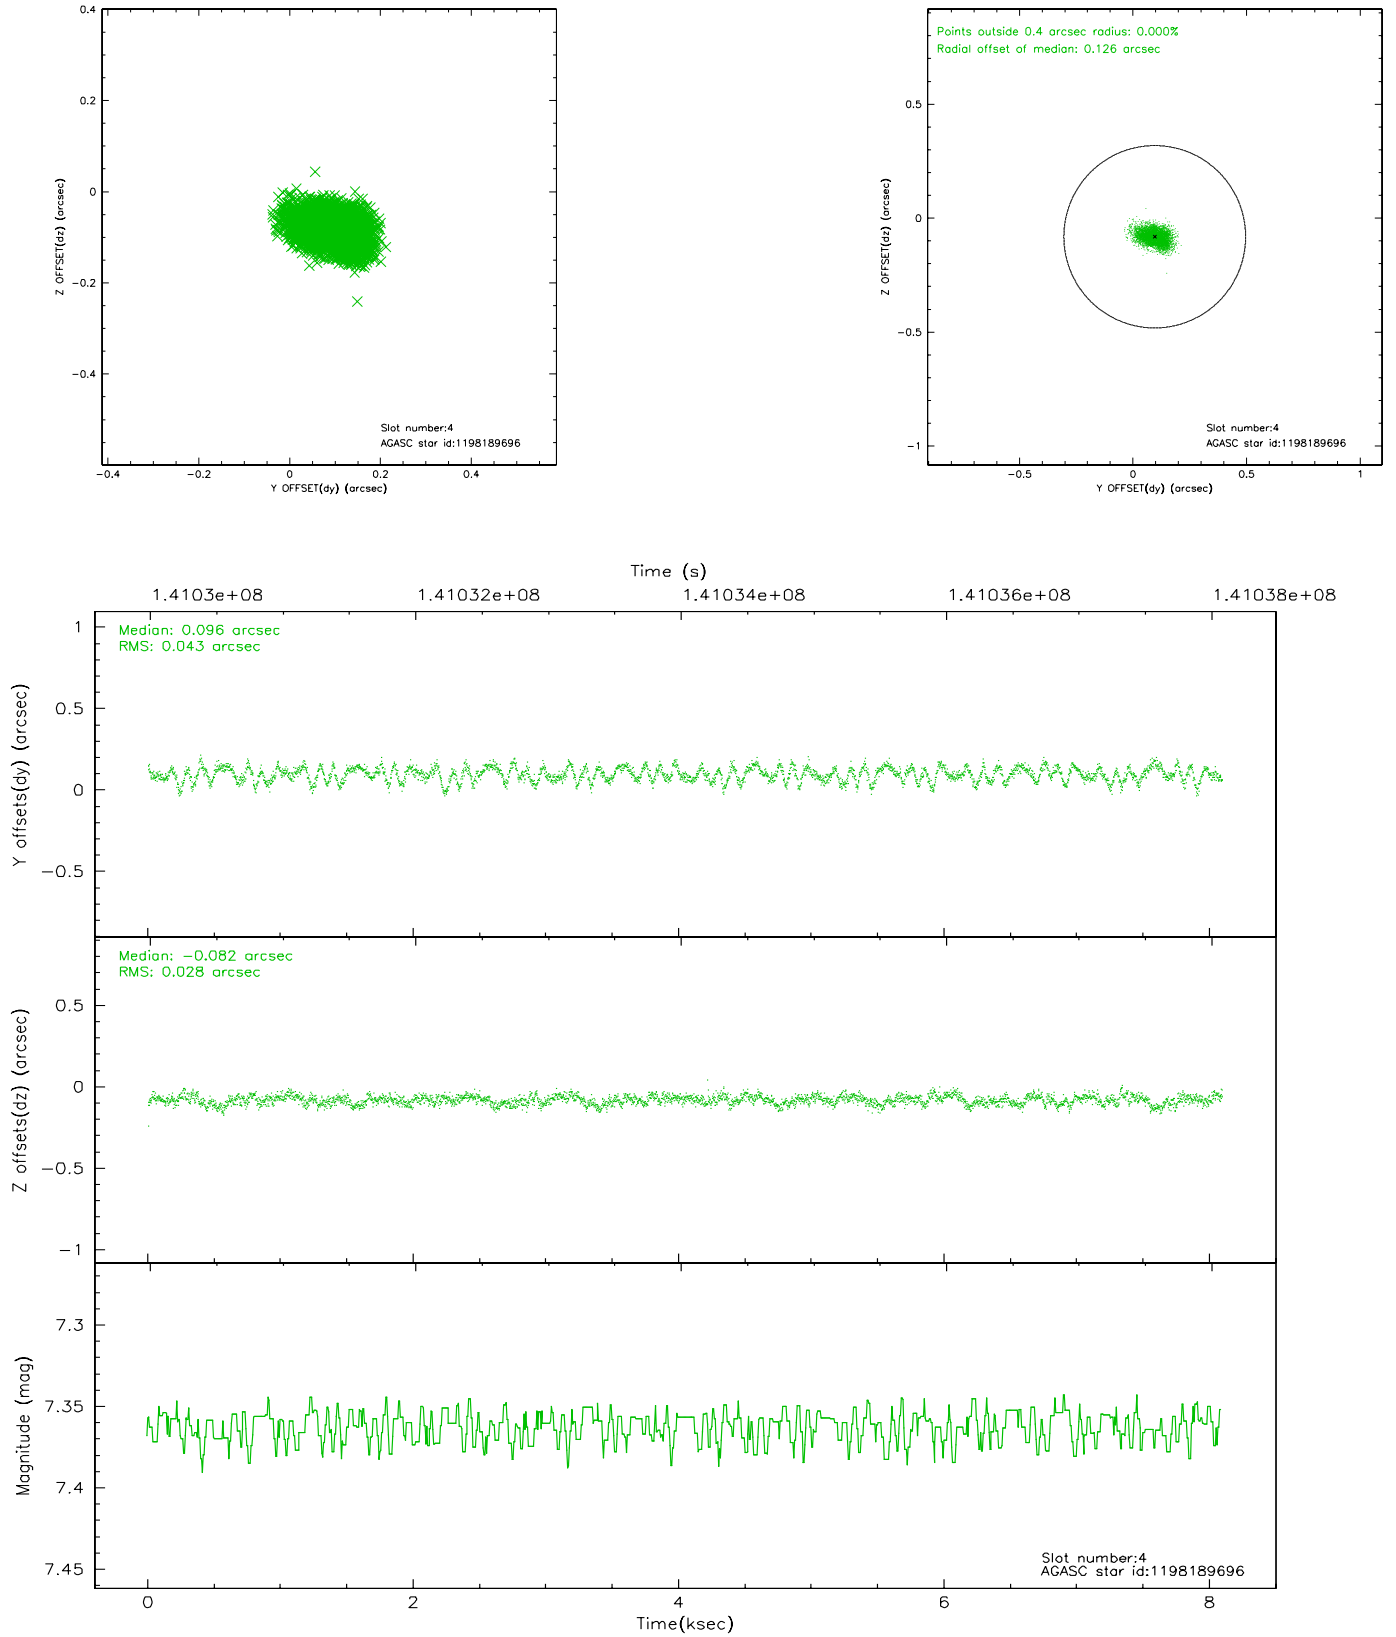 0.4
0.2
0
−0.2
−0.4
Z OFFSET(dz) (arcsec)
Slot number:4
AGASC star id:1198189696
−0.4 −0.2 0 0.2 0.4
Y OFFSET(dy) (arcsec)
Points outside 0.4 arcsec radius: 0.000%
Radial offset of median: 0.126 arcsec
0.5
0
−0.5
−1
Z OFFSET(dz) (arcsec)
Slot number:4
AGASC star id:1198189696
−0.5 0 0.5 1
Y OFFSET(dy) (arcsec)
Time (s)
1.4103e+08 1.41032e+08 1.41034e+08 1.41036e+08 1.41038e+08
Median: 0.096 arcsec
RMS: 0.043 arcsec
1
0.5
0
−0.5
Y offsets(dy) (arcsec)
Median: −0.082 arcsec
RMS: 0.028 arcsec
0.5
0
−0.5
−1
Z offsets(dz) (arcsec)
7.3
7.35
7.4
7.45
Magnitude (mag)
Slot number:4
AGASC star id:1198189696
0 2 4 6 8
Time(ksec)